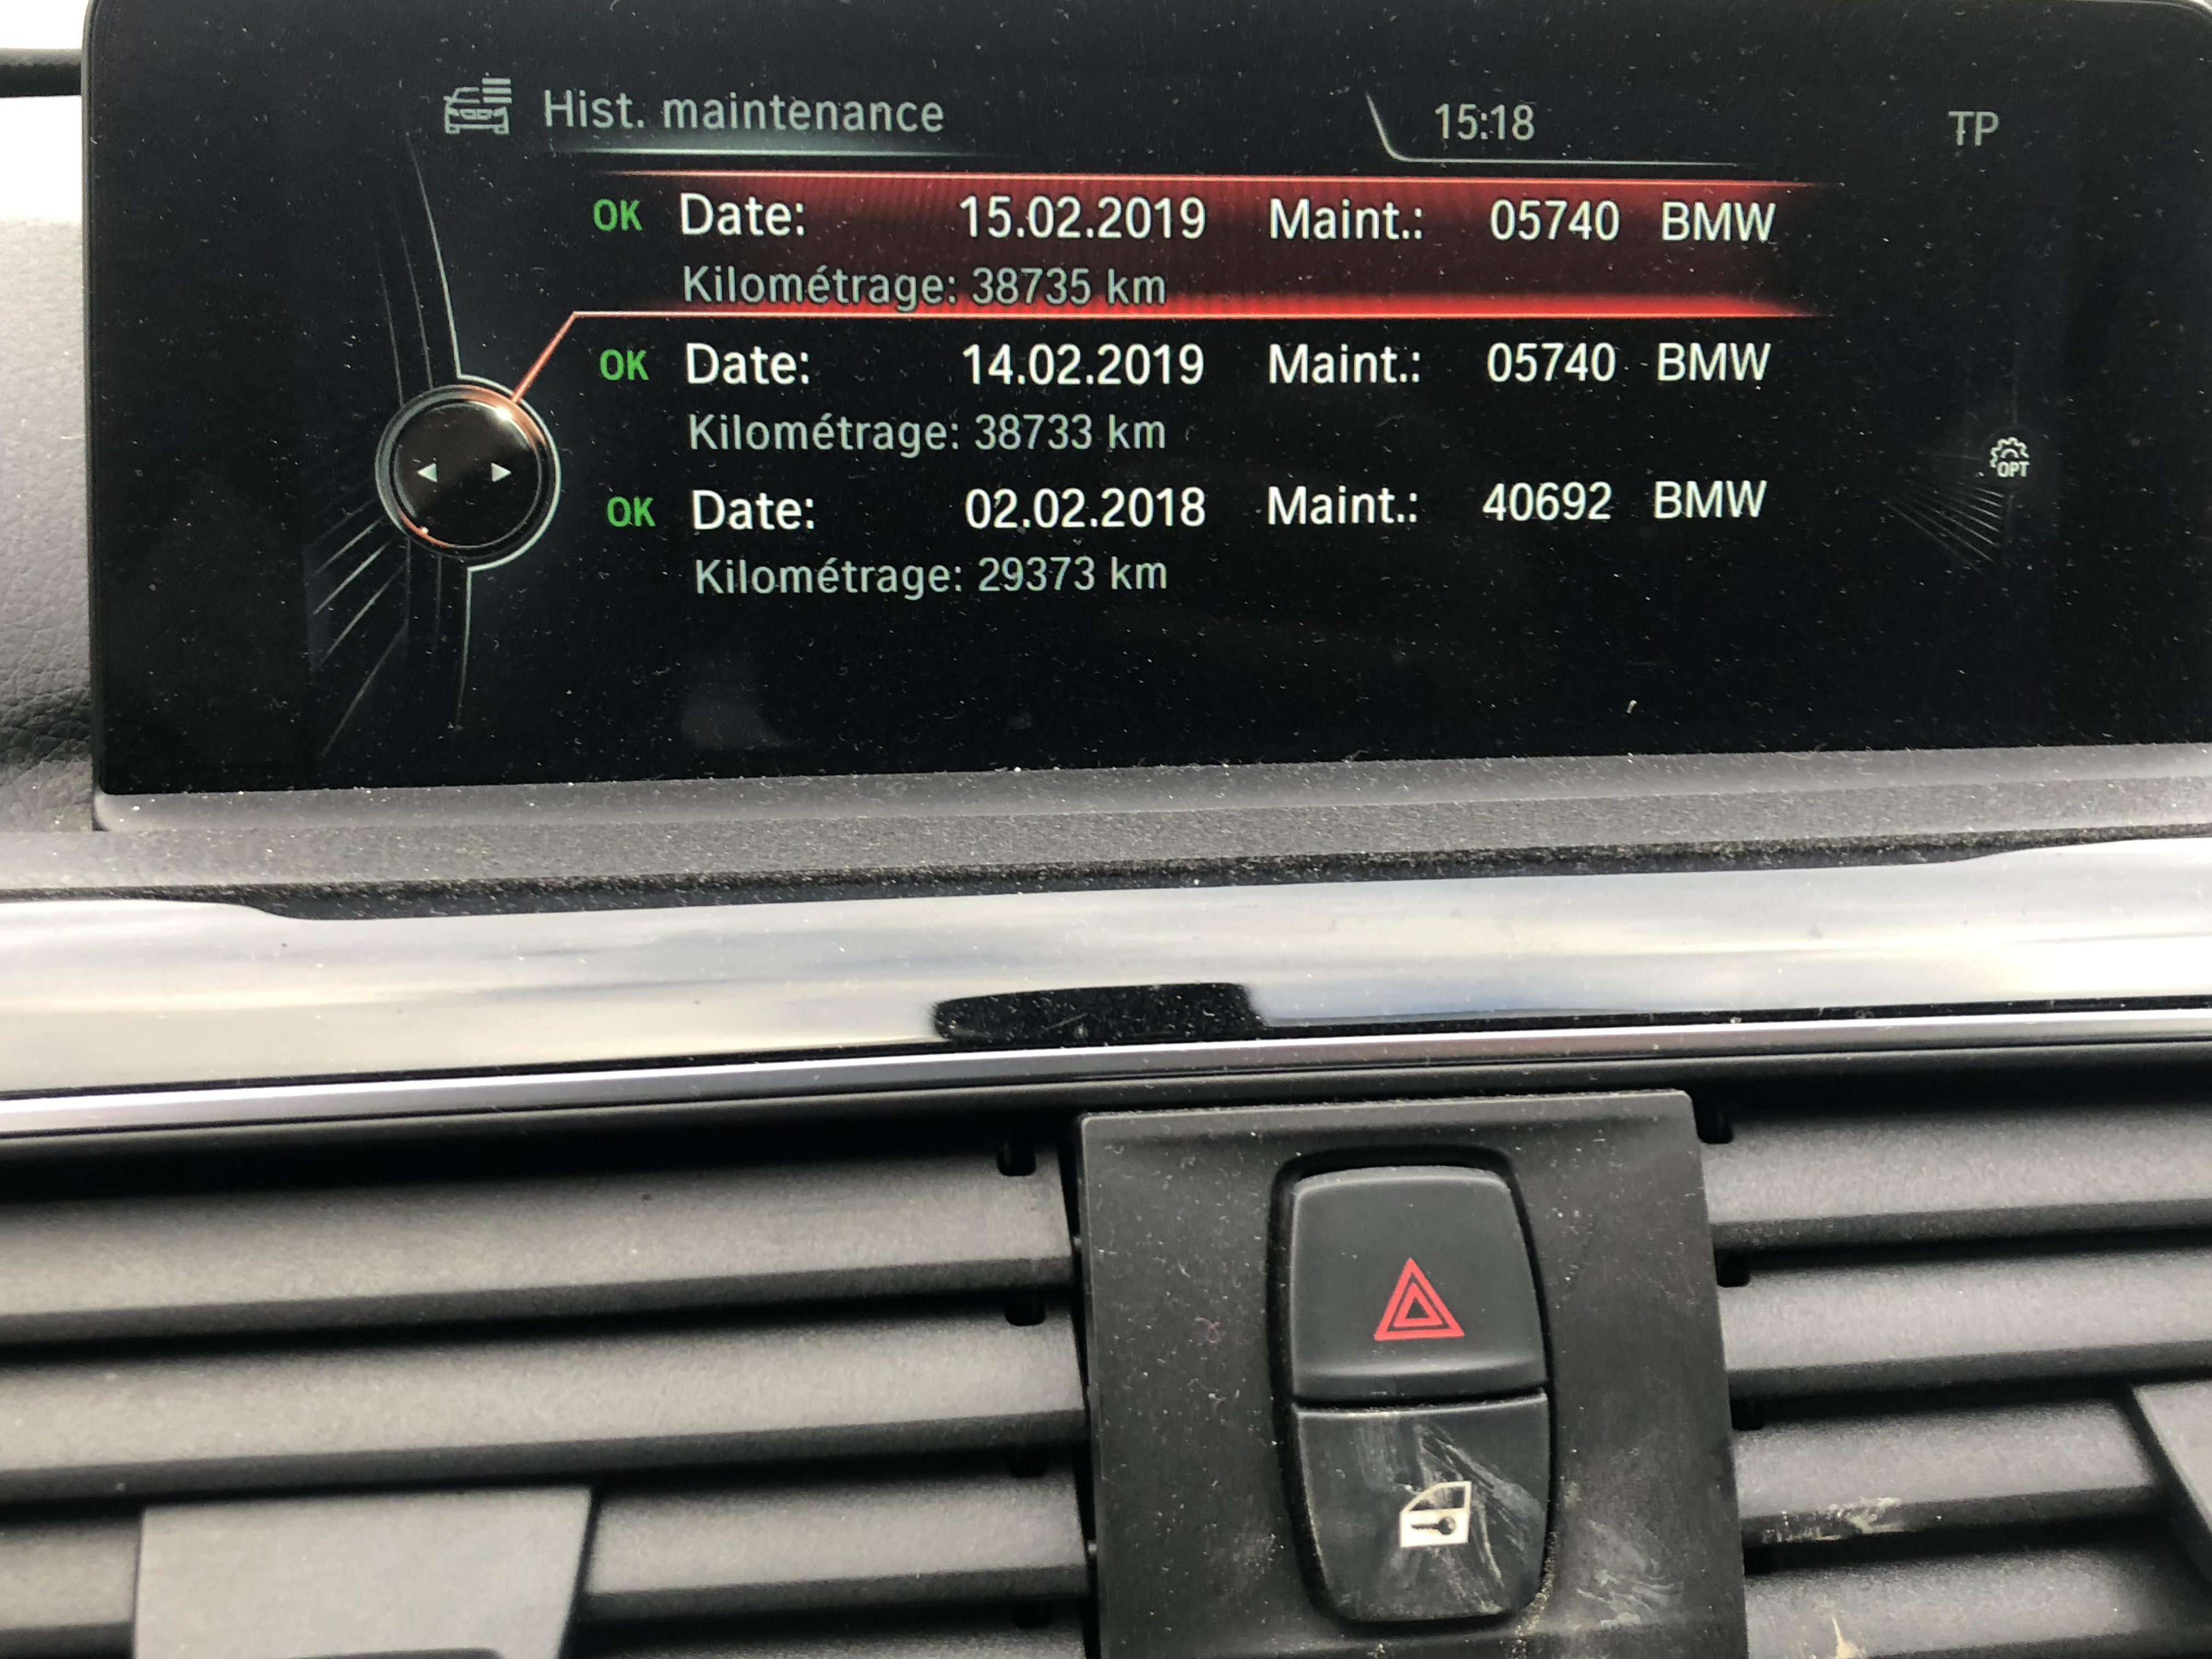 Hist. maintenance 15:18 TP
OK Date: 15.02.2019 Maint.: 05740 BMW
Kilométrage: 38735 km
OK Date: 14.02.2019 Maint.: 05740 BMW
Kilométrage: 38733 km
OPT
OK Date: 02.02.2018 Maint.: 40692 BMW
Kilométrage: 29373 km